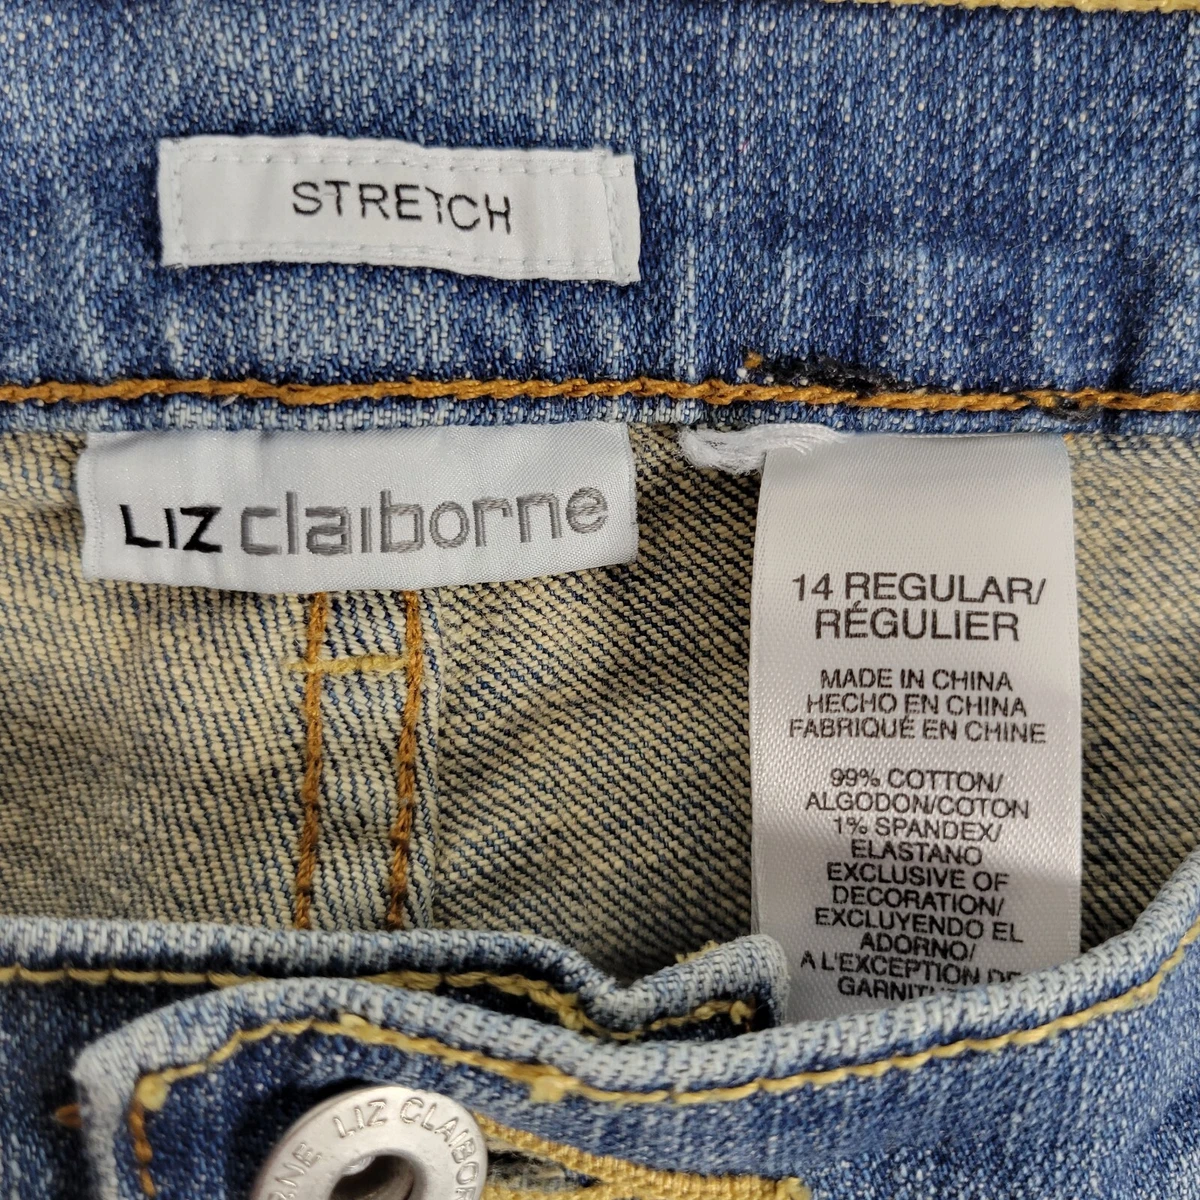 STRETCH
LIZ claiborne
14 REGULAR/
RÉGULIER
MADE IN CHINA
HECHO EN CHINA
FABRIQUÉ EN CHINE
99% COTTON/
ALGODON/COTON
1% SPANDEX/
ELASTANO
EXCLUSIVE OF
DECORATION/
EXCLUYENDO EL
ADORNO/
A L'EXCEPTION DE
LIZ CLAIBOR